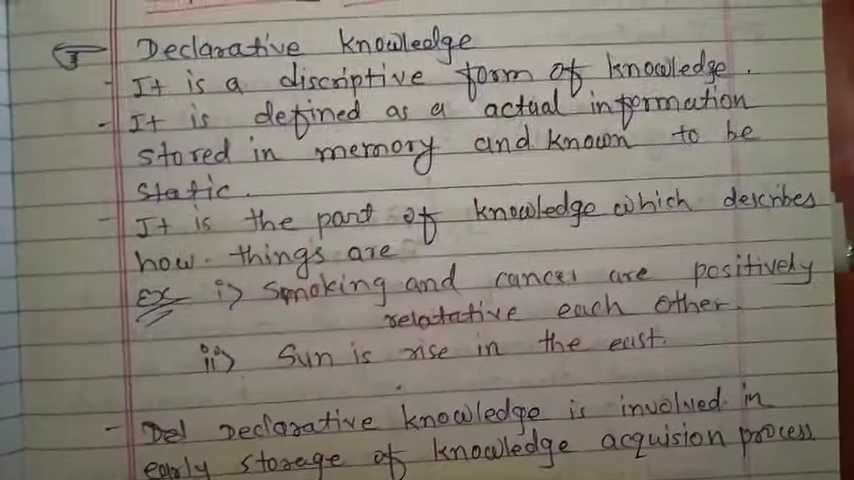 Declarative knowledge
- It is a discriptive form of knowledge.
- It is defined as a actual information
stored in memory and known to be
static.
- It is the part of knowledge which describes
how things are
Ex i> Smoking and cancer are positively
relatative each other.
ii> Sun is rise in the east.
- Del Declarative knowledge is involved in
early storage of knowledge acquision process